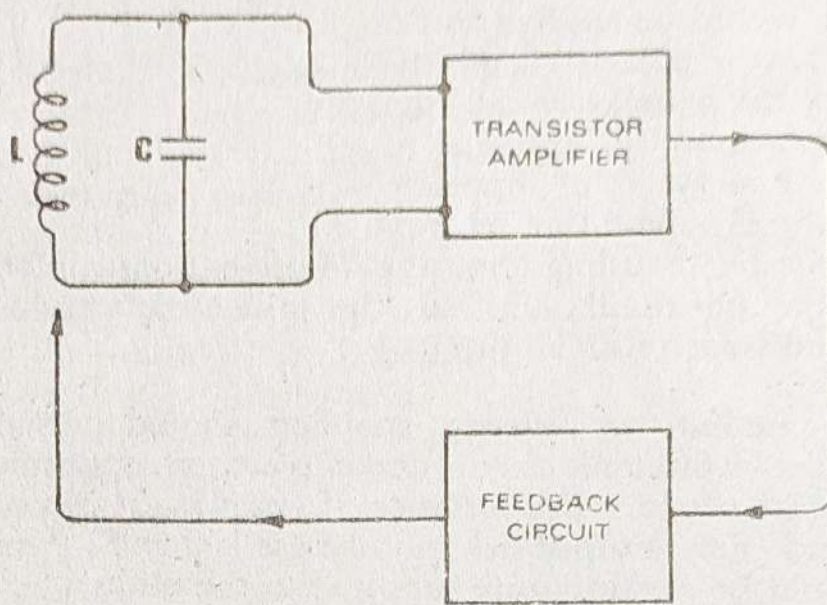 L
C
TRANSISTOR
AMPLIFIER
FEEDBACK
CIRCUIT